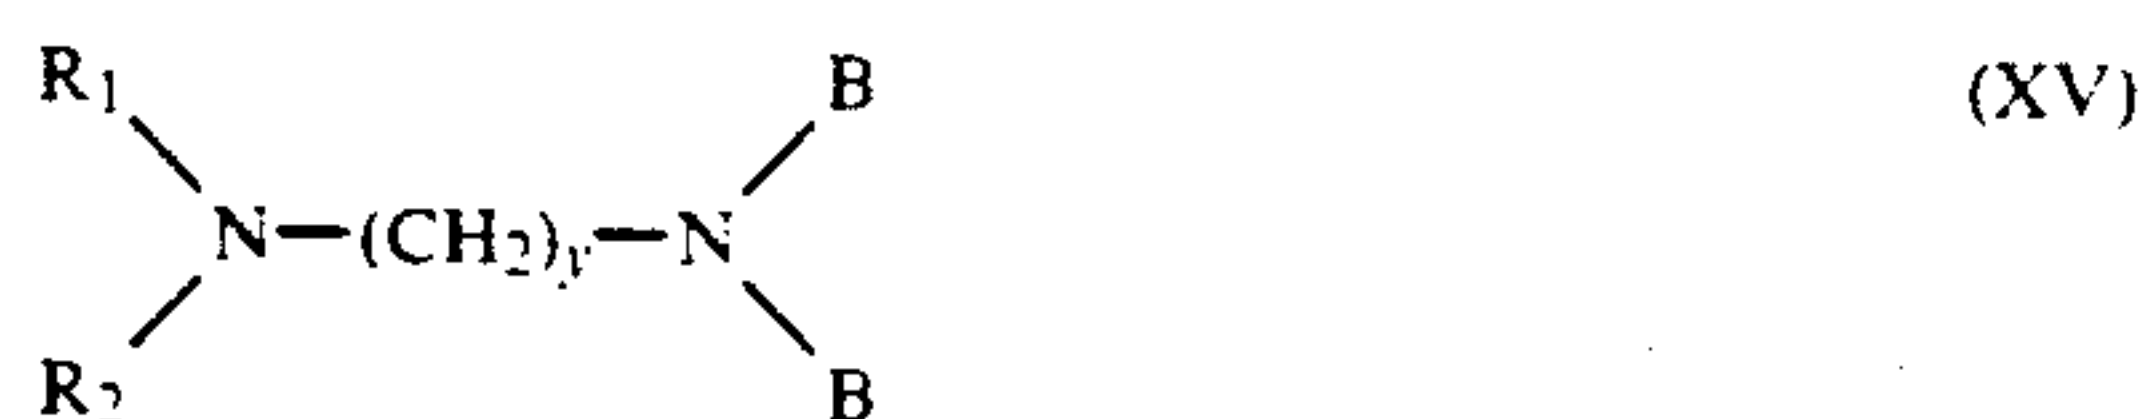 R1 B (XV)
N—(CH2)y—N
R2 B